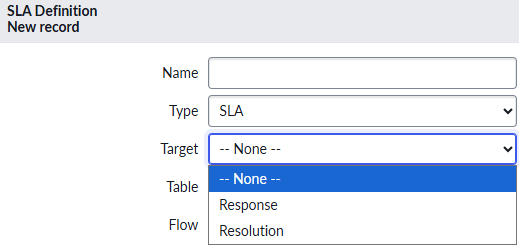 SLA Definition
New record
Name
Type SLA
Target -- None --
-- None --
Table
Response
Flow
Resolution